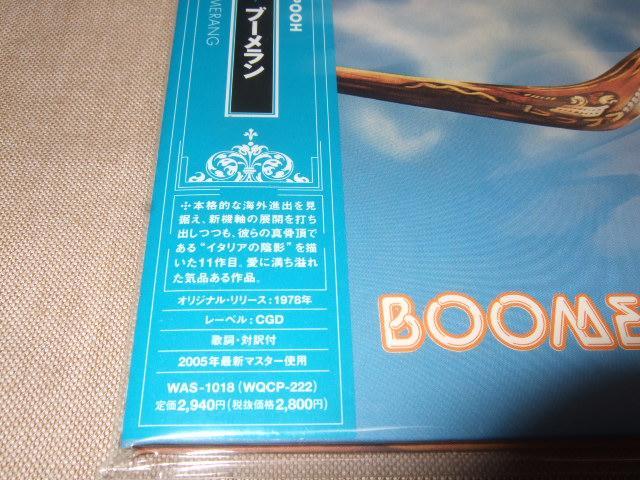 POOH
MERANG
ブーメラン
✣本格的な海外進出を見
据え、新機軸の展開を打ち
出しつつも、彼らの真骨頂で
ある“イタリアの陰影”を描
いた11作目。愛に満ち溢れ
た気品ある作品。
オリジナル・リリース：1978年
レーベル：CGD
歌詞・対訳付
2005年最新マスター使用
WAS-1018 (WQCP-222)
定価2,940円(税抜価格2,800円)
BOOME